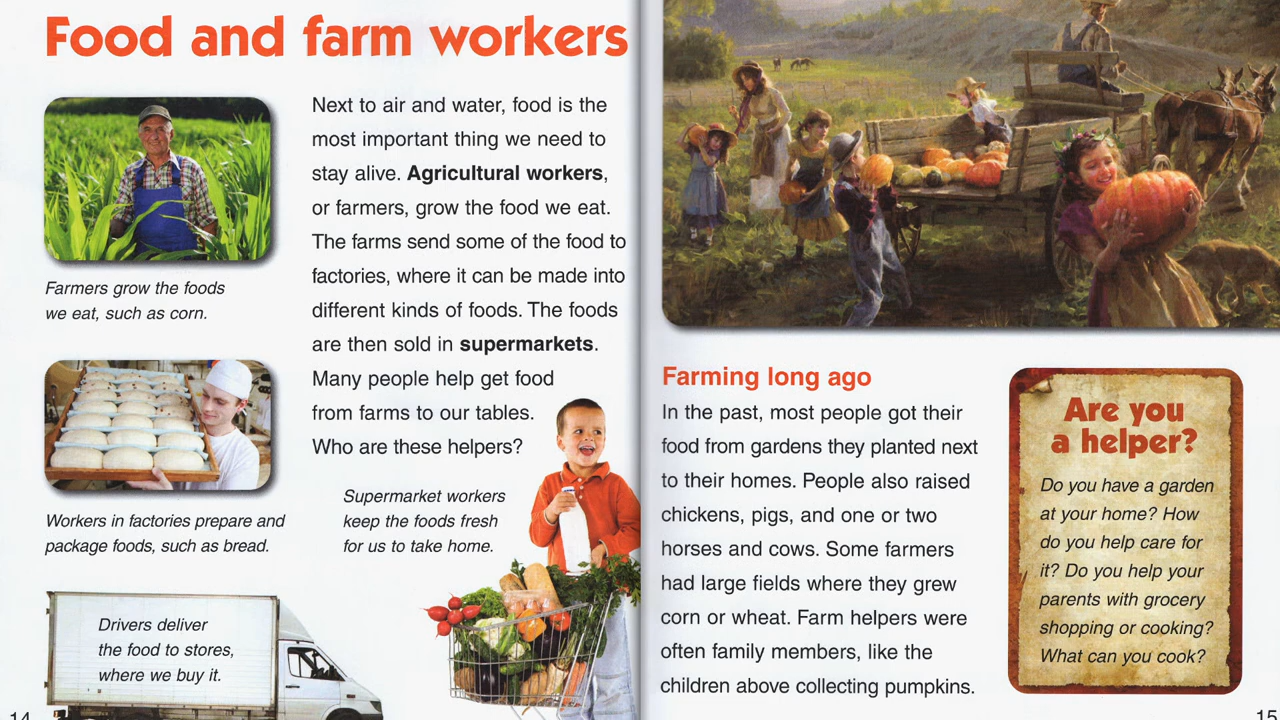 Food and farm workers
Farmers grow the foods
we eat, such as corn.
Workers in factories prepare and
package foods, such as bread.
Drivers deliver
the food to stores,
where we buy it.
Next to air and water, food is the
most important thing we need to
stay alive. Agricultural workers,
or farmers, grow the food we eat.
The farms send some of the food to
factories, where it can be made into
different kinds of foods. The foods
are then sold in supermarkets.
Many people help get food
from farms to our tables.
Who are these helpers?
Supermarket workers
keep the foods fresh
for us to take home.
14
Farming long ago
In the past, most people got their
food from gardens they planted next
to their homes. People also raised
chickens, pigs, and one or two
horses and cows. Some farmers
had large fields where they grew
corn or wheat. Farm helpers were
often family members, like the
children above collecting pumpkins.
Are you
a helper?
Do you have a garden
at your home? How
do you help care for
it? Do you help your
parents with grocery
shopping or cooking?
What can you cook?
15